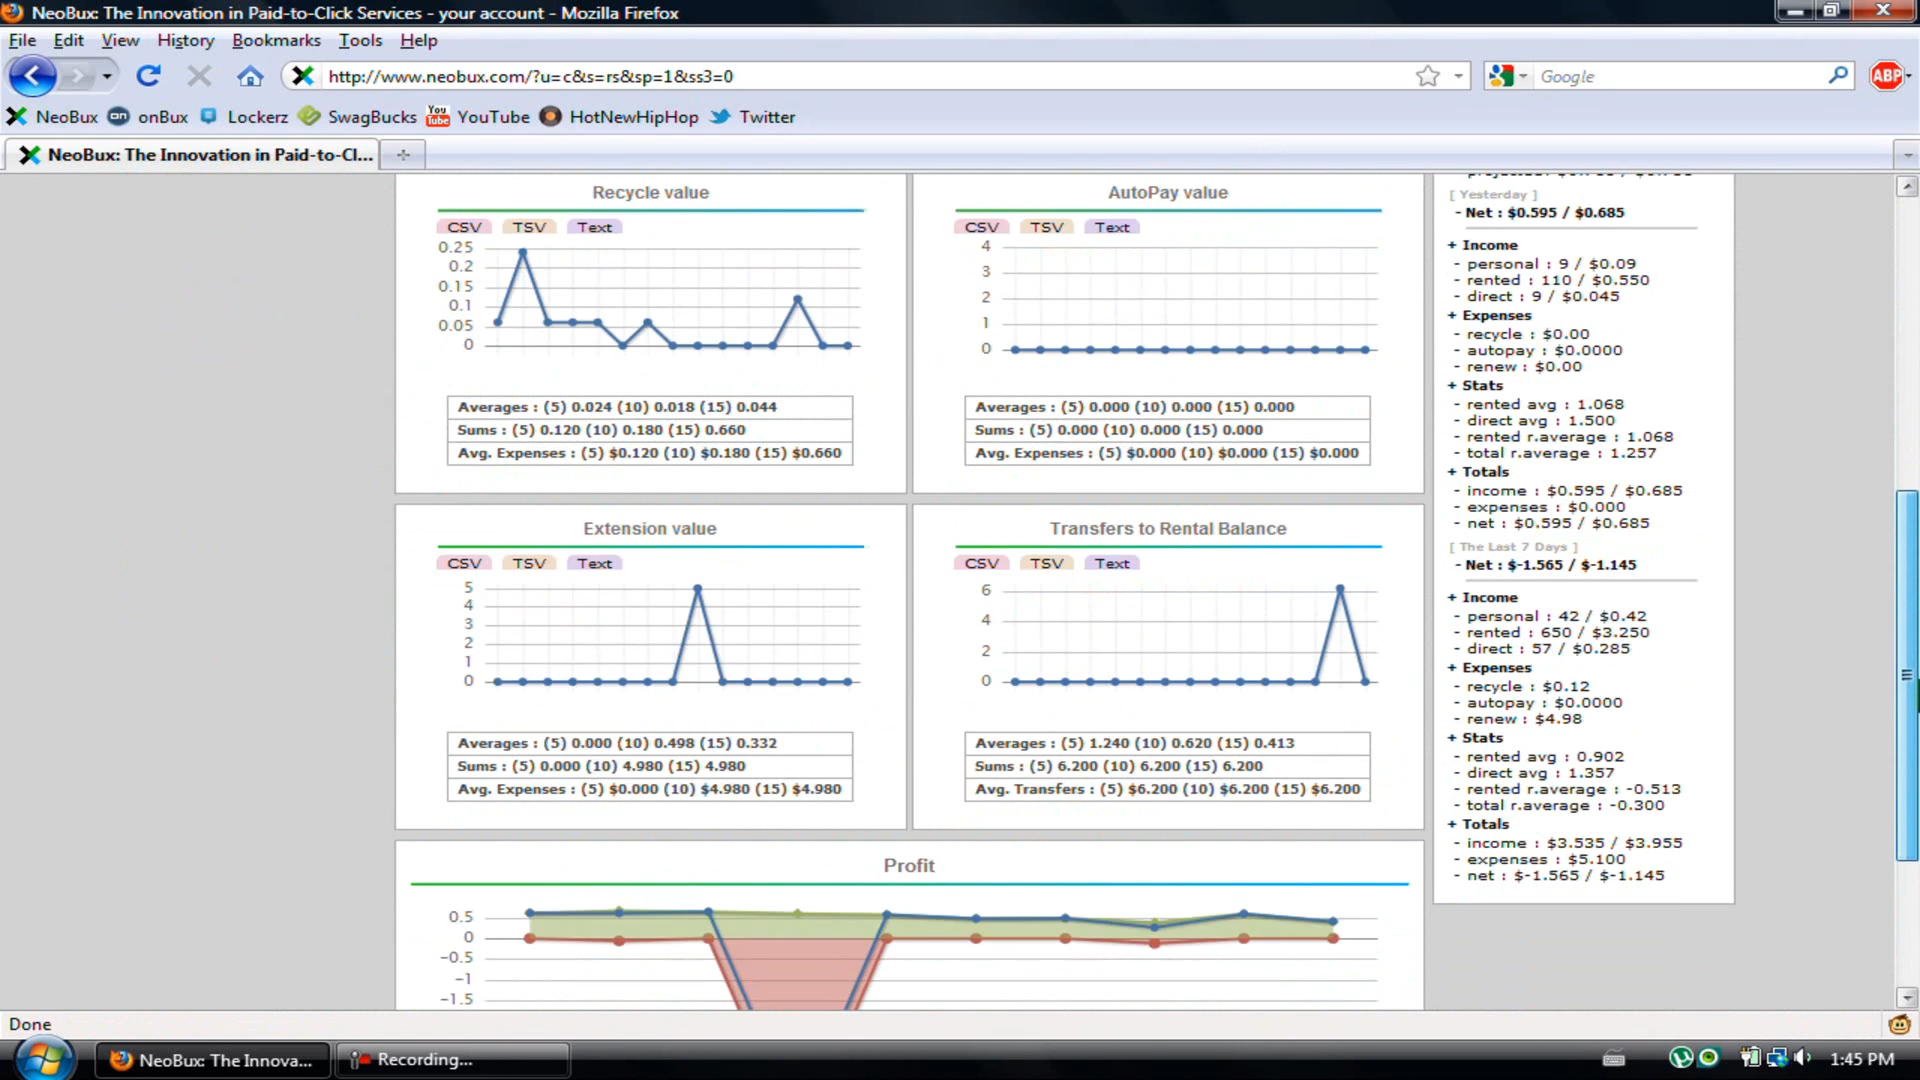 NeoBux: The Innovation in Paid-to-Click Services - your account - Mozilla Firefox
File Edit View History Bookmarks Tools Help
http://www.neobux.com/?u=c&s=rs&sp=1&ss3=0
Google
ABP
NeoBux onBux Lockerz SwagBucks YouTube HotNewHipHop Twitter
NeoBux: The Innovation in Paid-to-Cl...
Recycle value
CSV TSV Text
0.25
0.2
0.15
0.1
0.05
0
Averages : (5) 0.024 (10) 0.018 (15) 0.044
Sums : (5) 0.120 (10) 0.180 (15) 0.660
Avg. Expenses : (5) $0.120 (10) $0.180 (15) $0.660
AutoPay value
CSV TSV Text
4
3
2
1
0
Averages : (5) 0.000 (10) 0.000 (15) 0.000
Sums : (5) 0.000 (10) 0.000 (15) 0.000
Avg. Expenses : (5) $0.000 (10) $0.000 (15) $0.000
Extension value
CSV TSV Text
5
4
3
2
1
0
Averages : (5) 0.000 (10) 0.498 (15) 0.332
Sums : (5) 0.000 (10) 4.980 (15) 4.980
Avg. Expenses : (5) $0.000 (10) $4.980 (15) $4.980
Transfers to Rental Balance
CSV TSV Text
6
4
2
0
Averages : (5) 1.240 (10) 0.620 (15) 0.413
Sums : (5) 6.200 (10) 6.200 (15) 6.200
Avg. Transfers : (5) $6.200 (10) $6.200 (15) $6.200
Profit
0.5
0
-0.5
-1
-1.5
[ Yesterday ]
- Net : $0.595 / $0.685
+ Income
- personal : 9 / $0.09
- rented : 110 / $0.550
- direct : 9 / $0.045
+ Expenses
- recycle : $0.00
- autopay : $0.0000
- renew : $0.00
+ Stats
- rented avg : 1.068
- direct avg : 1.500
- rented r.average : 1.068
- total r.average : 1.257
+ Totals
- income : $0.595 / $0.685
- expenses : $0.000
- net : $0.595 / $0.685
[ The Last 7 Days ]
- Net : $-1.565 / $-1.145
+ Income
- personal : 42 / $0.42
- rented : 650 / $3.250
- direct : 57 / $0.285
+ Expenses
- recycle : $0.12
- autopay : $0.0000
- renew : $4.98
+ Stats
- rented avg : 0.902
- direct avg : 1.357
- rented r.average : -0.513
- total r.average : -0.300
+ Totals
- income : $3.535 / $3.955
- expenses : $5.100
- net : $-1.565 / $-1.145
Done
NeoBux: The Innova... Recording... 1:45 PM